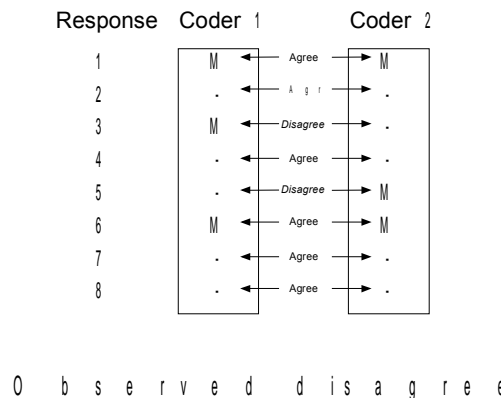 Response Coder 1 Coder 2
1 M Agree M
2 - Agr -
3 M Disagree -
4 - Agree -
5 - Disagree M
6 M Agree M
7 - Agree -
8 - Agree -
Observed disagree